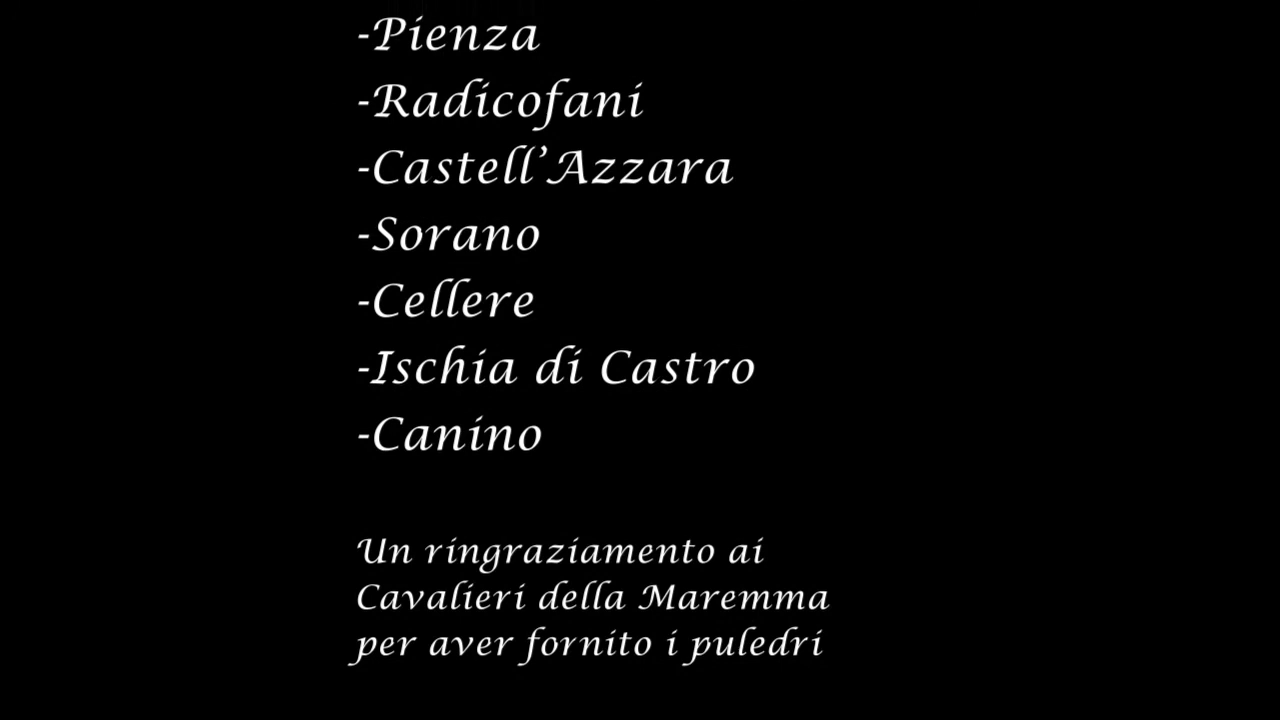 -Pienza
-Radicofani
-Castell’Azzara
-Sorano
-Cellere
-Ischia di Castro
-Canino
Un ringraziamento ai
Cavalieri della Maremma
per aver fornito i puledri